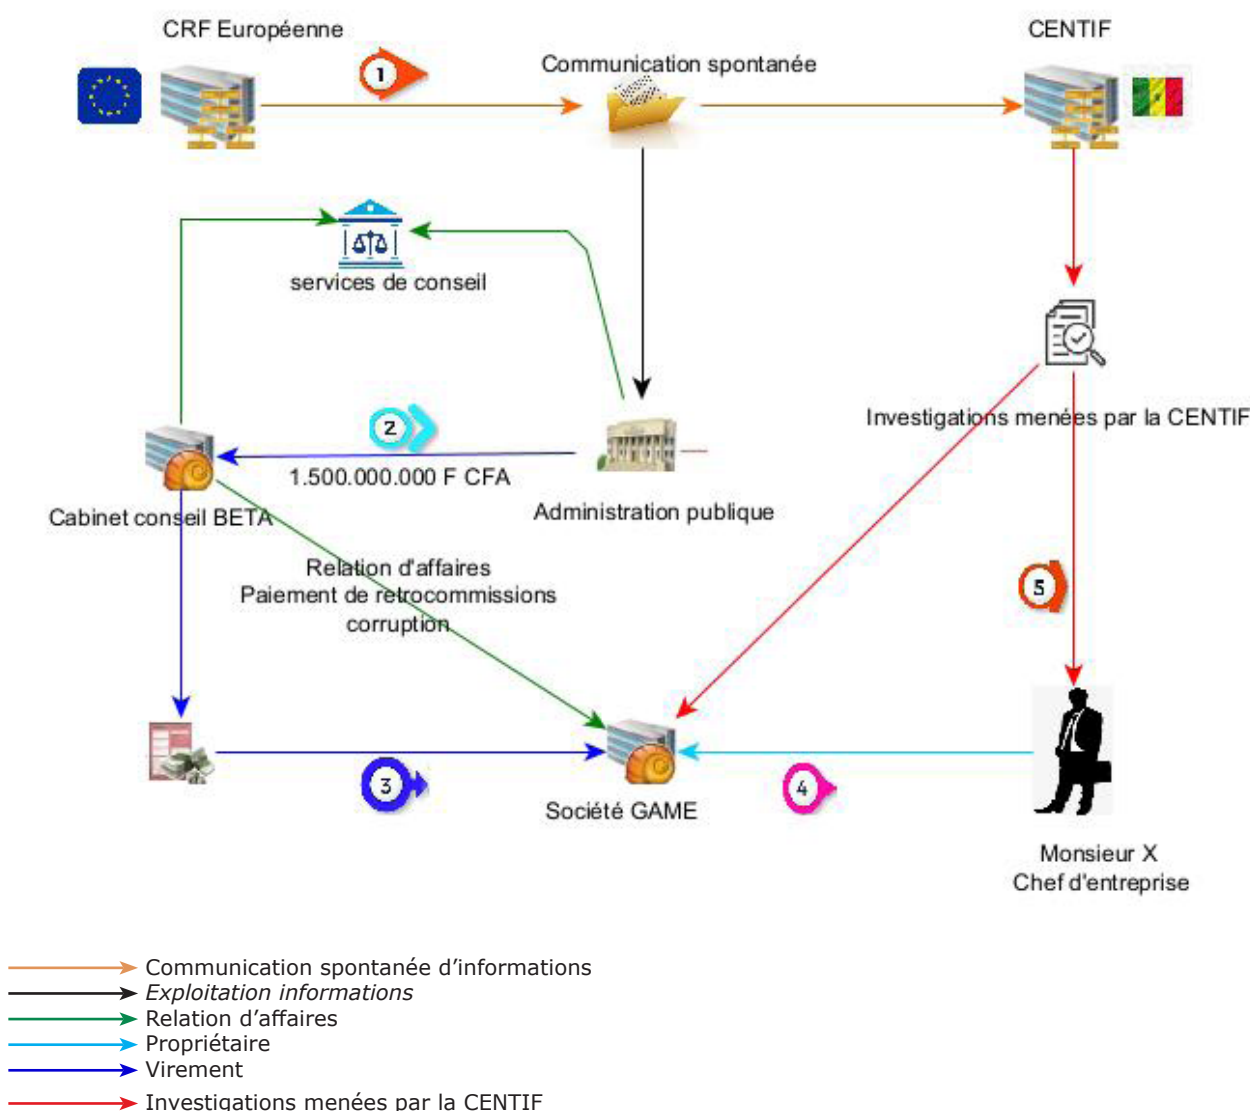 CRF Européenne
CENTIF
1
Communication spontanée
services de conseil
2
1.500.000.000 F CFA
Cabinet conseil BETA
Administration publique
Investigations menées par la CENTIF
Relation d'affaires
Paiement de retrocommissions
corruption
5
3
4
Société GAME
Monsieur X
Chef d'entreprise
Communication spontanée d’informations
Exploitation informations
Relation d’affaires
Propriétaire
Virement
Investigations menées par la CENTIF